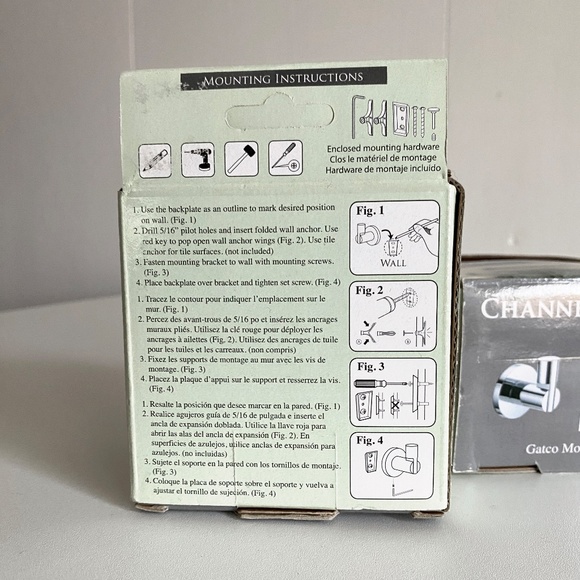 MOUNTING INSTRUCTIONS
Enclosed mounting hardware
Clos le matériel de montage
Hardware de montaje incluido
1. Use the backplate as an outline to mark desired position
on wall. (Fig. 1)
2. Drill 5/16" pilot holes and insert folded wall anchor. Use
red key to pop open wall anchor wings (Fig. 2). Use tile
anchor for tile surfaces. (not included)
3. Fasten mounting bracket to wall with mounting screws.
(Fig. 3)
4. Place backplate over bracket and tighten set screw. (Fig. 4)
1. Tracez le contour pour indiquer l'emplacement sur le
mur. (Fig. 1)
2. Percez des avant-trous de 5/16 po et insérez les ancrages
muraux pliés. Utilisez la clé rouge pour déployer les
ancrages à ailettes (Fig. 2). Utilisez des ancrages de tuile
pour les tuiles et les carreaux. (non compris)
3. Fixez les supports de montage au mur avec les vis de
montage. (Fig. 3)
4. Placez la plaque d'appui sur le support et resserrez la vis.
(Fig. 4)
1. Resalte la posición que desee marcar en la pared. (Fig. 1)
2. Realice agujeros guía de 5/16 de pulgada e inserte el
ancla de expansión doblada. Utilice la llave roja para
abrir las alas del ancla de expansión (Fig. 2). En
superficies de azulejos, utilice anclas de expansión para
azulejos. (no incluidas)
3. Sujete el soporte en la pared con los tornillos de montaje.
(Fig. 3)
4. Coloque la placa de soporte sobre el soporte y vuelva a
ajustar el tornillo de sujeción. (Fig. 4)
Fig. 1
WALL
Fig. 2
Fig. 3
Fig. 4
CHANN
Gatco Mo